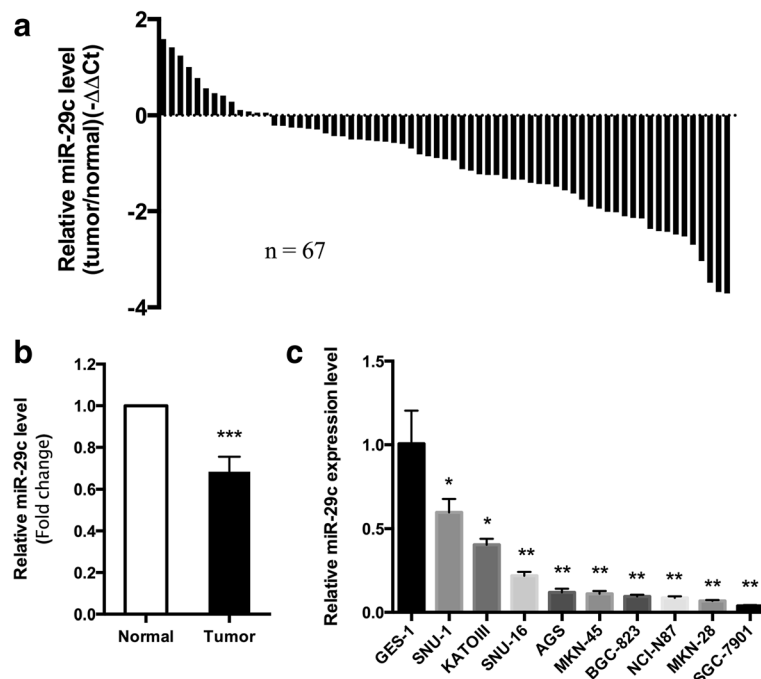 a
Relative miR-29c level
(tumor/normal)(-ΔΔCt)
2
0
-2
-4
n = 67
b
Relative miR-29c level
(Fold change)
1.2
1.0
0.8
0.6
0.4
0.2
0.0
***
Normal
Tumor
c
Relative miR-29c expression level
1.5
1.0
0.5
0.0
*
*
**
**
**
**
**
**
**
GES-1
SNU-1
KATOIII
SNU-16
AGS
MKN-45
BGC-823
NCI-N87
MKN-28
SGC-7901